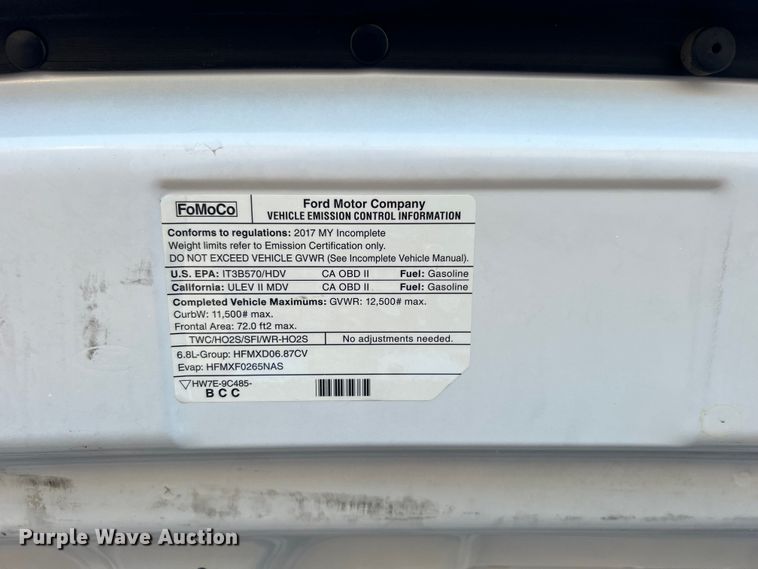 FoMoCo
Ford Motor Company
VEHICLE EMISSION CONTROL INFORMATION
Conforms to regulations: 2017 MY Incomplete
Weight limits refer to Emission Certification only.
DO NOT EXCEED VEHICLE GVWR (See Incomplete Vehicle Manual).
U.S. EPA: IT3B570/HDV CA OBD II Fuel: Gasoline
California: ULEV II MDV CA OBD II Fuel: Gasoline
Completed Vehicle Maximums: GVWR: 12,500# max.
CurbW: 11,500# max.
Frontal Area: 72.0 ft2 max.
TWC/HO2S/SFI/WR-HO2S No adjustments needed.
6.8L-Group: HFMXD06.87CV
Evap: HFMXF0265NAS
HW7E-9C485-
BCC
Purple Wave Auction